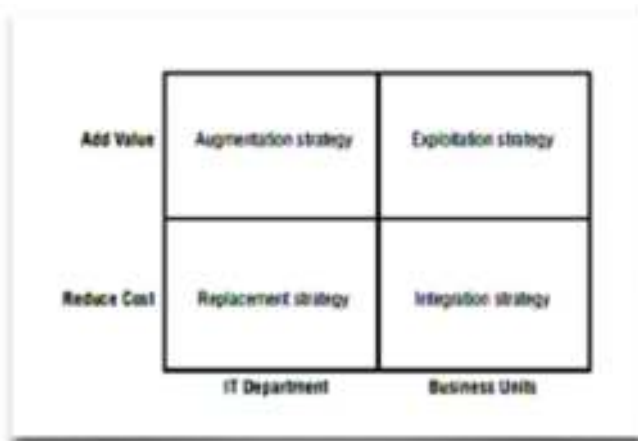 Add Value Augmentation strategy Exploitation strategy
Reduce Cost Replacement strategy Integration strategy
IT Department Business Units